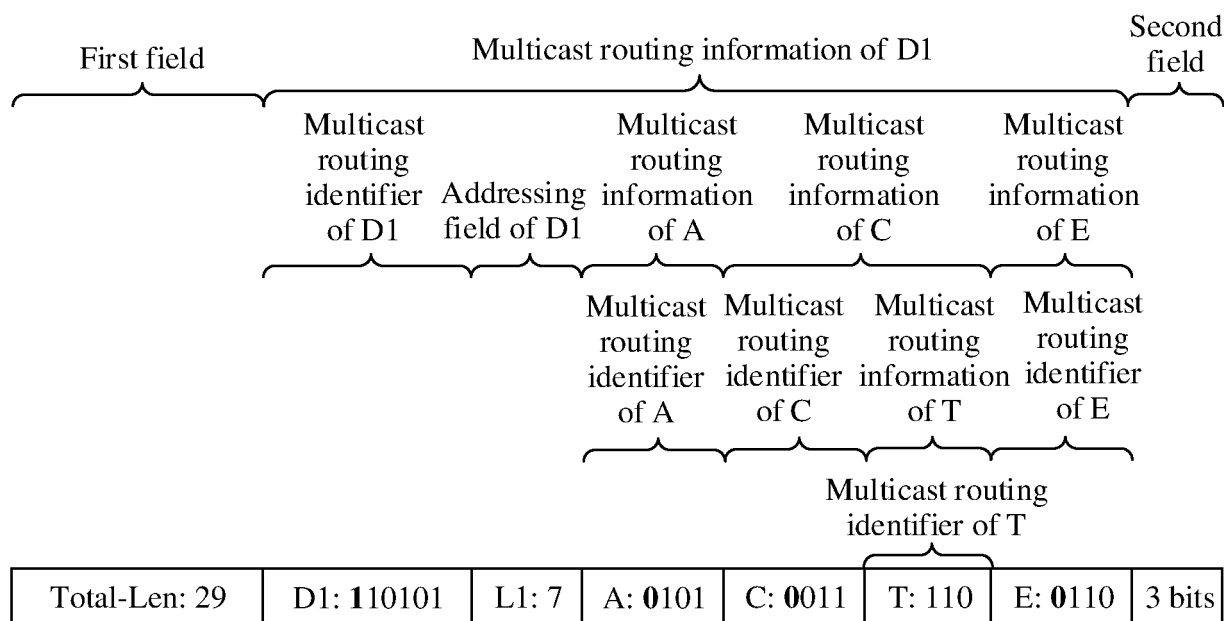 First field
Multicast routing information of D1
Second
field
Multicast
routing
identifier
of D1
Addressing
field of D1
Multicast
routing
information
of A
Multicast
routing
information
of C
Multicast
routing
information
of E
Multicast
routing
identifier
of A
Multicast
routing
identifier
of C
Multicast
routing
information
of T
Multicast
routing
identifier
of E
Multicast routing
identifier of T
Total-Len: 29
D1: 110101
L1: 7
A: 0101
C: 0011
T: 110
E: 0110
3 bits